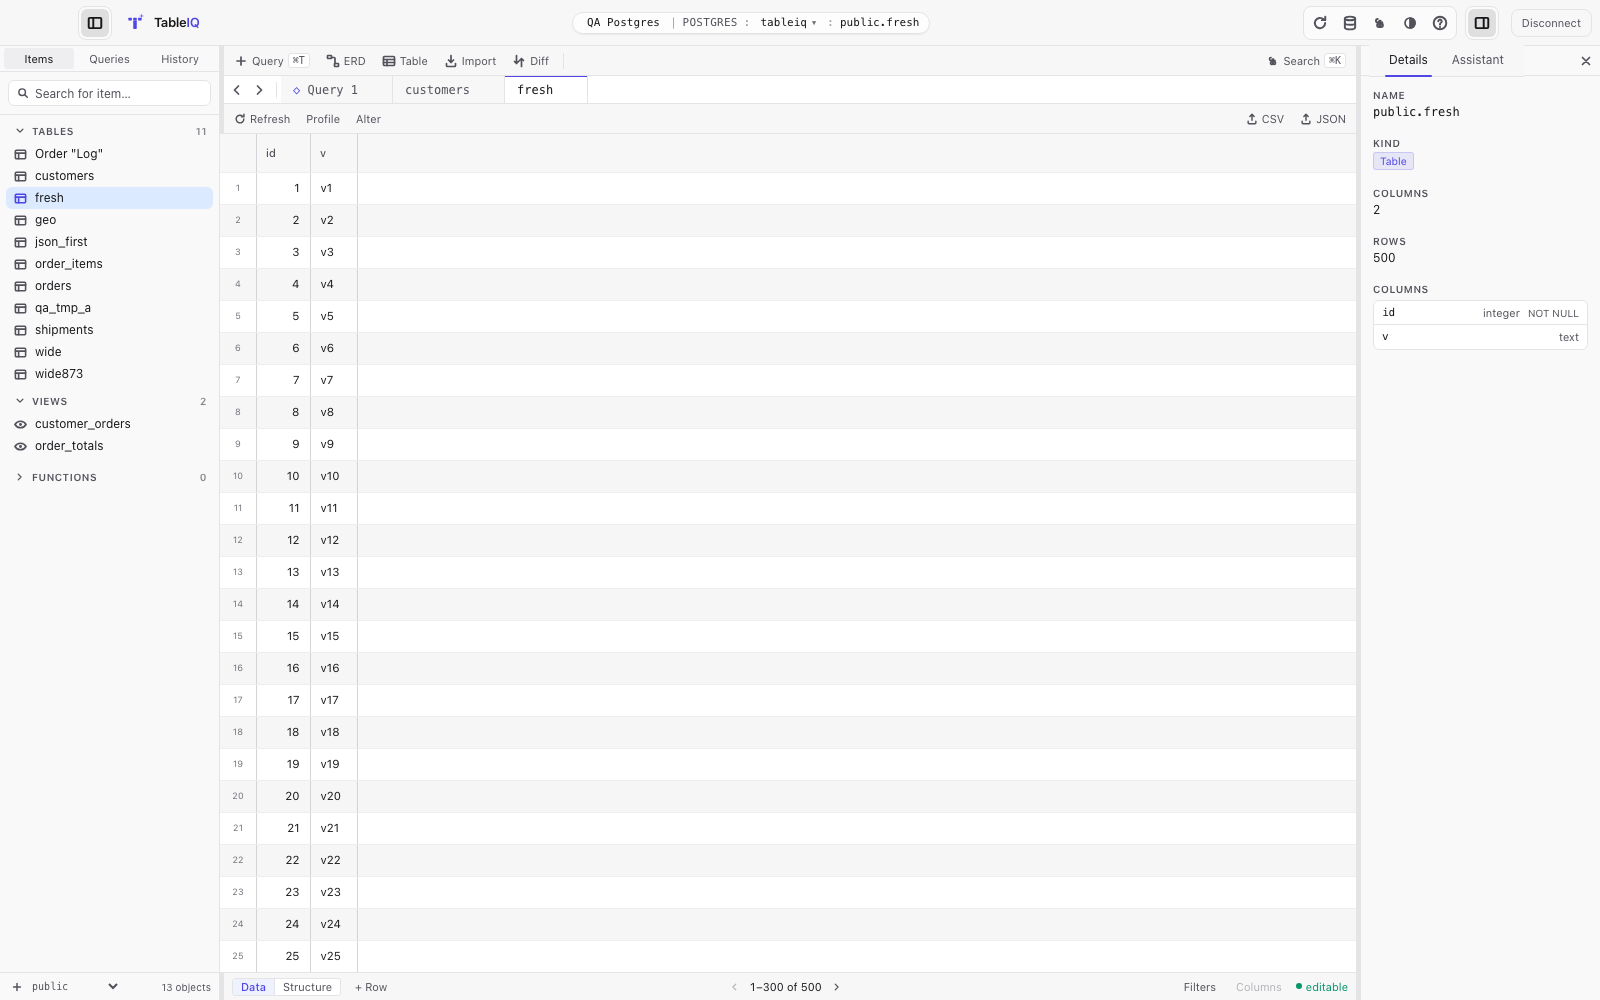 TableIQ
QA Postgres | POSTGRES : tableiq ▾ : public.fresh
Disconnect
Items Queries History
Search for item...
TABLES 11
Order "Log"
customers
fresh
geo
json_first
order_items
orders
qa_tmp_a
shipments
wide
wide873
VIEWS 2
customer_orders
order_totals
FUNCTIONS 0
+ public
13 objects
+ Query ⌘T ERD Table Import Diff
Search ⌘K
Query 1 customers fresh
Refresh Profile Alter
CSV JSON
id v
1 1 v1
2 2 v2
3 3 v3
4 4 v4
5 5 v5
6 6 v6
7 7 v7
8 8 v8
9 9 v9
10 10 v10
11 11 v11
12 12 v12
13 13 v13
14 14 v14
15 15 v15
16 16 v16
17 17 v17
18 18 v18
19 19 v19
20 20 v20
21 21 v21
22 22 v22
23 23 v23
24 24 v24
25 25 v25
Data Structure + Row
1–300 of 500
Filters Columns editable
Details Assistant
NAME
public.fresh
KIND
Table
COLUMNS
2
ROWS
500
COLUMNS
id integer NOT NULL
v text